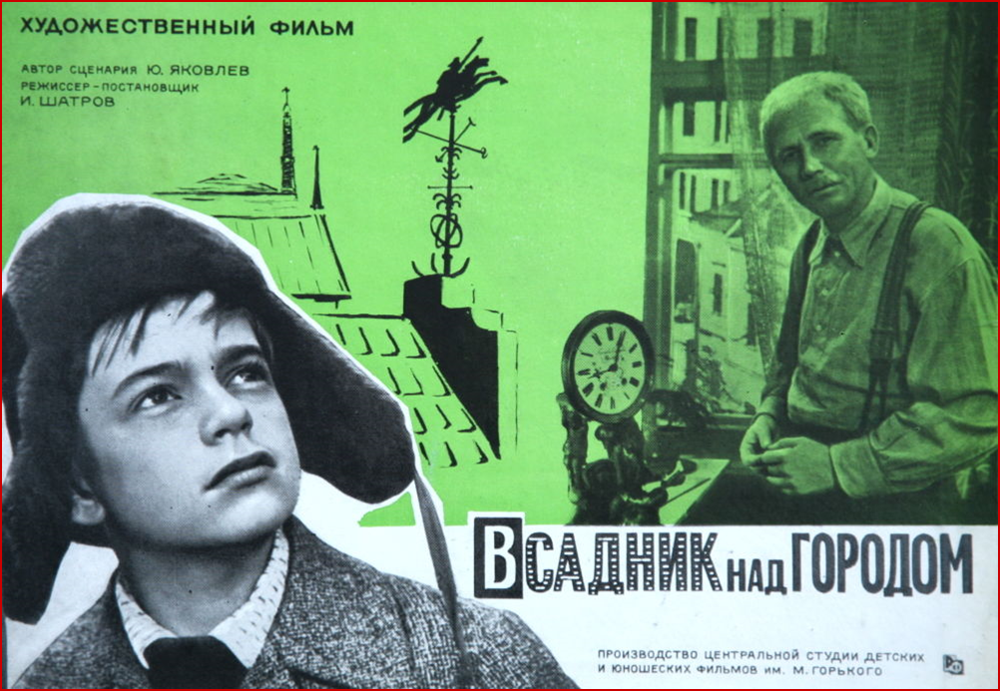 ХУДОЖЕСТВЕННЫЙ ФИЛЬМ
АВТОР СЦЕНАРИЯ Ю. ЯКОВЛЕВ
РЕЖИССЕР-ПОСТАНОВЩИК
И. ШАТРОВ
ВСАДНИК НАД ГОРОДОМ
ПРОИЗВОДСТВО ЦЕНТРАЛЬНОЙ СТУДИИ ДЕТСКИХ
И ЮНОШЕСКИХ ФИЛЬМОВ ИМ. М. ГОРЬКОГО